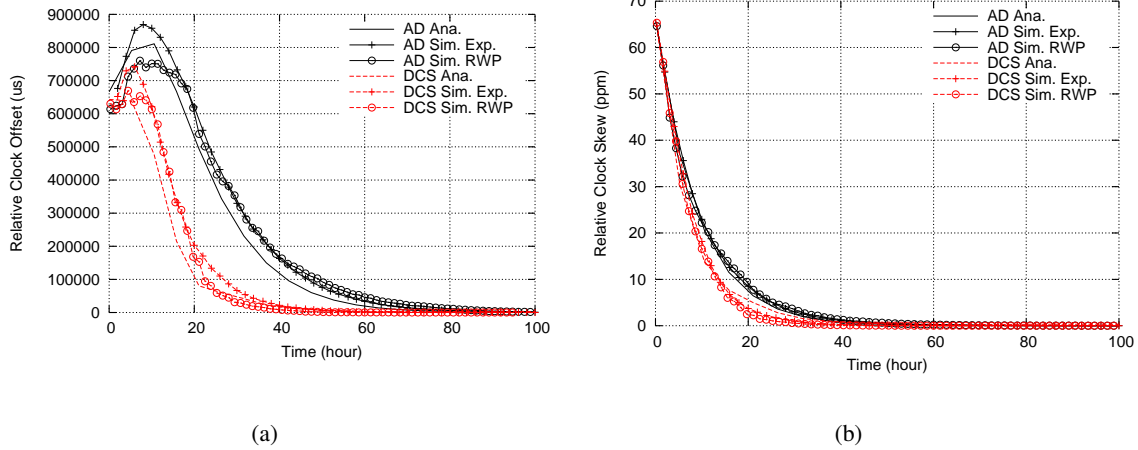 900000
800000
700000
600000
500000
400000
300000
200000
100000
0
0 20 40 60 80 100
Relative Clock Offset (us)
Time (hour)
AD Ana.
AD Sim. Exp.
AD Sim. RWP
DCS Ana.
DCS Sim. Exp.
DCS Sim. RWP
(a)
70
60
50
40
30
20
10
0
0 20 40 60 80 100
Relative Clock Skew (ppm)
Time (hour)
AD Ana.
AD Sim. Exp.
AD Sim. RWP
DCS Ana.
DCS Sim. Exp.
DCS Sim. RWP
(b)